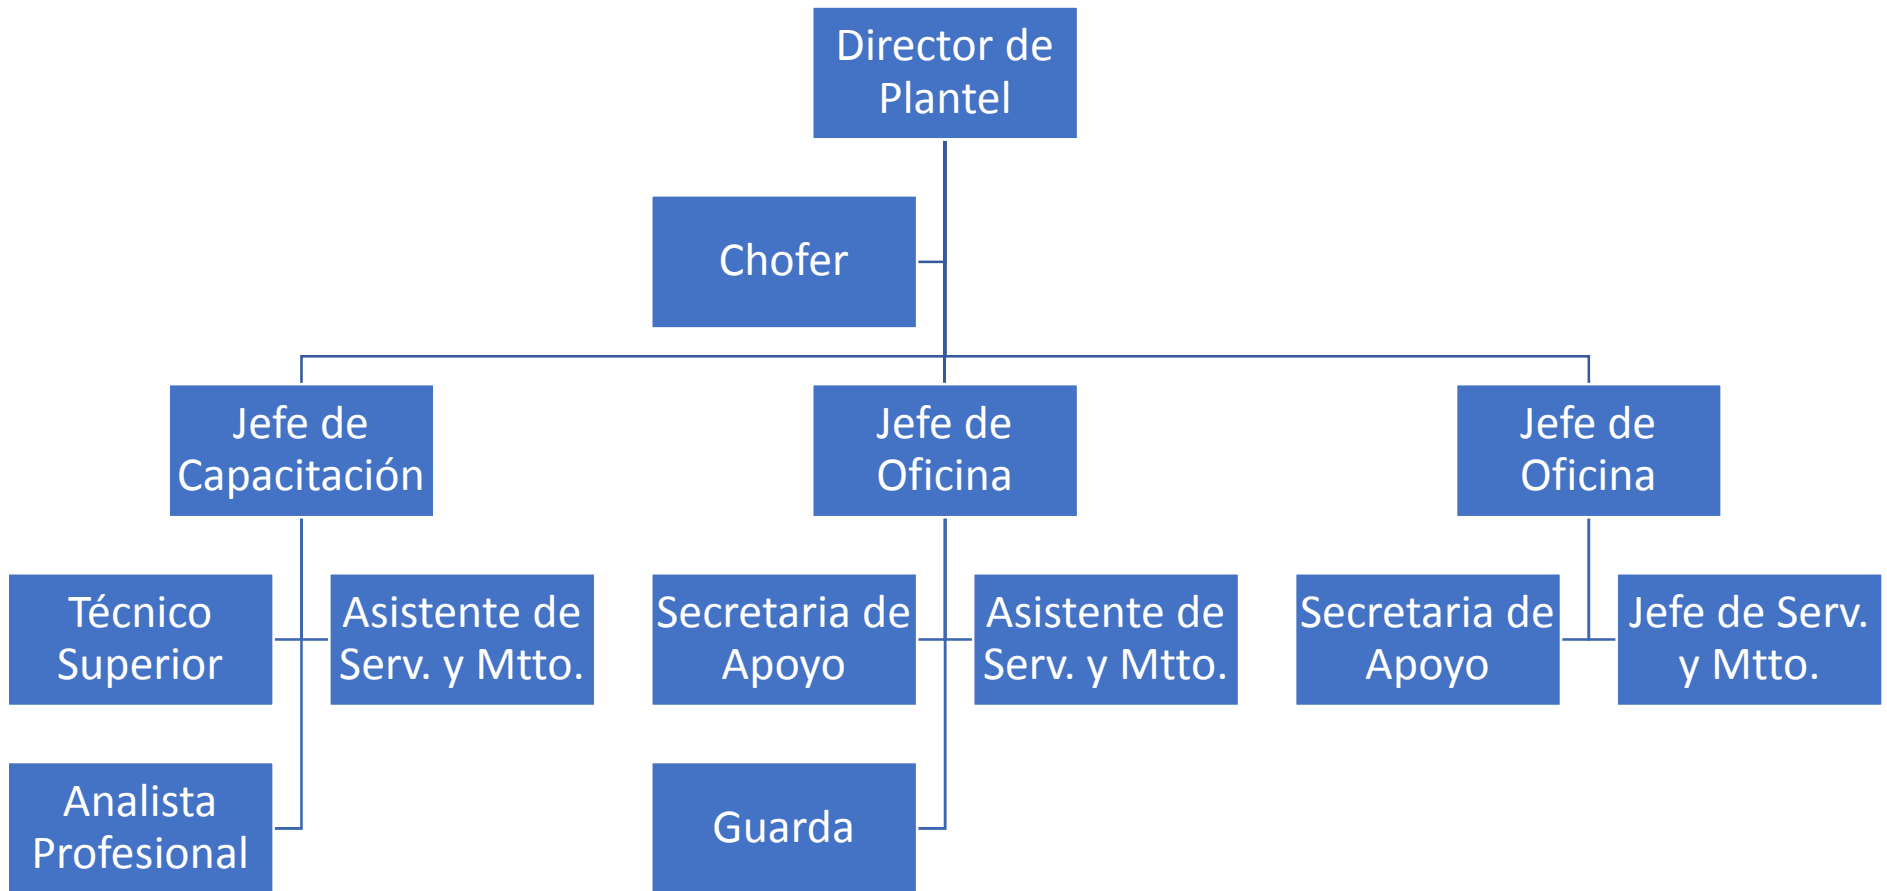 Director de
Plantel
Chofer
Jefe de
Capacitación
Jefe de
Oficina
Jefe de
Oficina
Técnico
Superior
Asistente de
Serv. y Mtto.
Secretaria de
Apoyo
Asistente de
Serv. y Mtto.
Secretaria de
Apoyo
Jefe de Serv.
y Mtto.
Analista
Profesional
Guarda